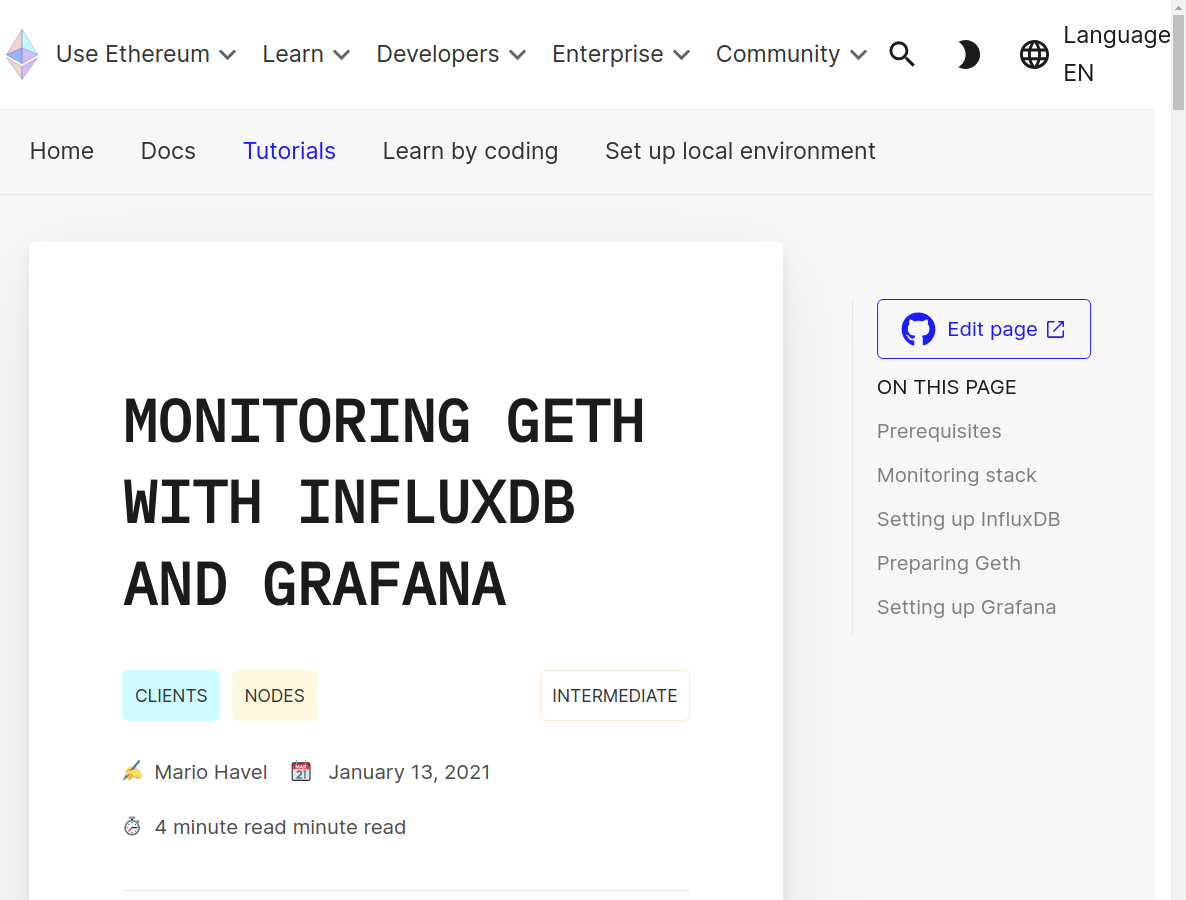 Use Ethereum Learn Developers Enterprise Community Language
EN
Home Docs Tutorials Learn by coding Set up local environment
MONITORING GETH
WITH INFLUXDB
AND GRAFANA
CLIENTS NODES INTERMEDIATE
Mario Havel January 13, 2021
4 minute read minute read
Edit page
ON THIS PAGE
Prerequisites
Monitoring stack
Setting up InfluxDB
Preparing Geth
Setting up Grafana